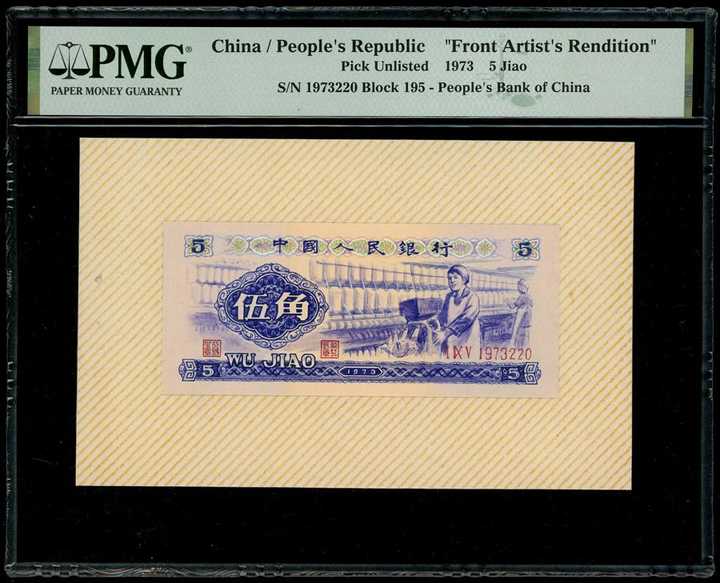 PMG
PAPER MONEY GUARANTY
China / People's Republic "Front Artist's Rendition"
Pick Unlisted 1973 5 Jiao
S/N 1973220 Block 195 - People's Bank of China
5 中國人民銀行 5
伍角
IX V 1973220
WU JIAO
5 1973 5